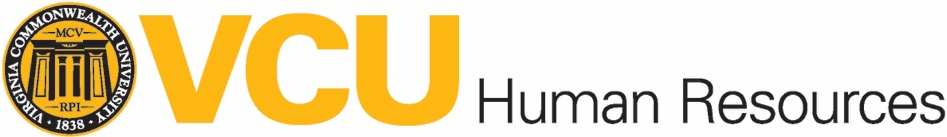 VIRGINIA COMMONWEALTH UNIVERSITY
MCV
RPI
1838
VCU
Human Resources